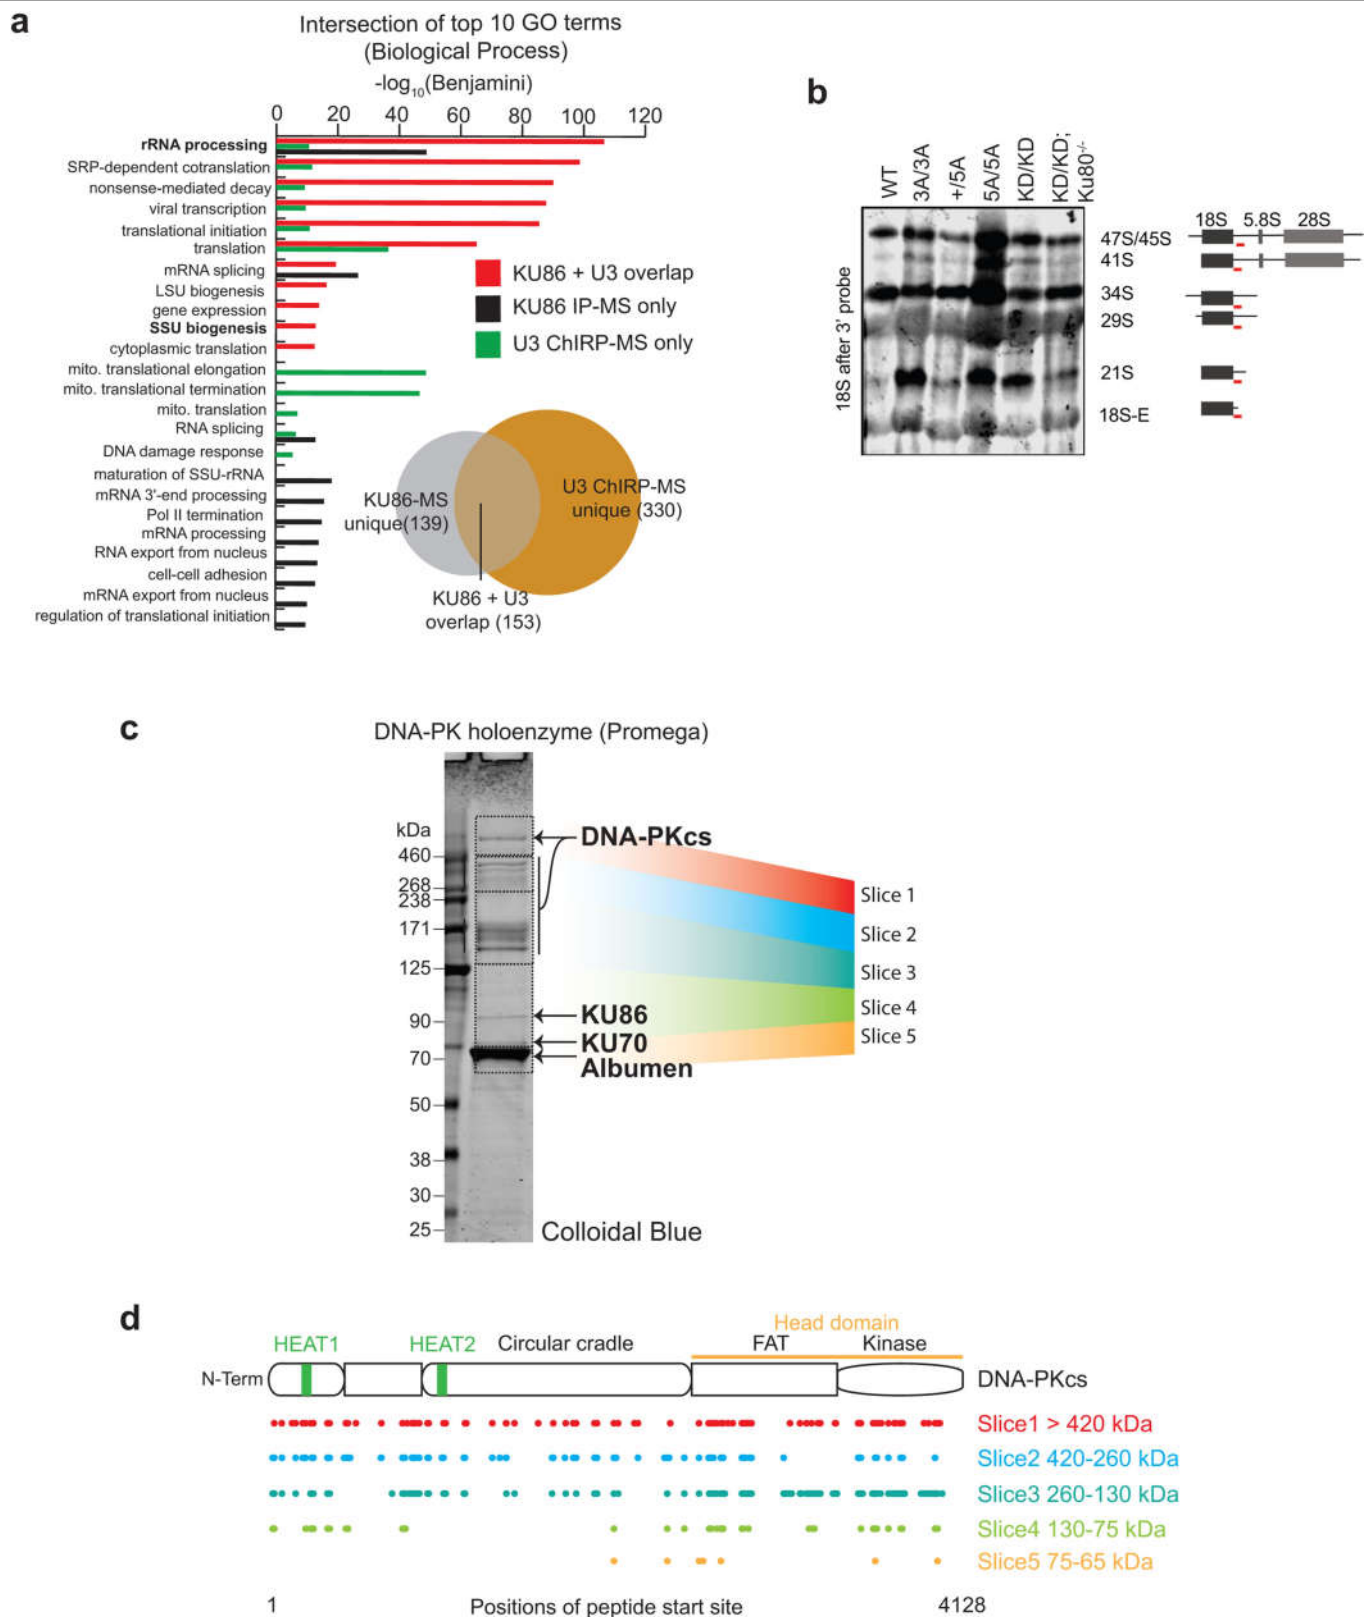 a
Intersection of top 10 GO terms
(Biological Process)
-log10(Benjamini)
0 20 40 60 80 100 120
rRNA processing
SRP-dependent cotranslation
nonsense-mediated decay
viral transcription
translational initiation
translation
mRNA splicing
LSU biogenesis
gene expression
SSU biogenesis
cytoplasmic translation
mito. translational elongation
mito. translational termination
mito. translation
RNA splicing
DNA damage response
maturation of SSU-rRNA
mRNA 3'-end processing
Pol II termination
mRNA processing
RNA export from nucleus
cell-cell adhesion
mRNA export from nucleus
regulation of translational initiation
KU86 + U3 overlap
KU86 IP-MS only
U3 ChIRP-MS only
KU86-MS
unique(139)
U3 ChIRP-MS
unique (330)
KU86 + U3
overlap (153)
b
WT
3A/3A
+/5A
5A/5A
KD/KD
KD/KD;
Ku80-/-
18S after 3' probe
47S/45S
41S
34S
29S
21S
18S-E
18S 5.8S 28S
c
DNA-PK holoenzyme (Promega)
kDa
460
268
238
171
125
90
70
50
38
30
25
DNA-PKcs
KU86
KU70
Albumen
Slice 1
Slice 2
Slice 3
Slice 4
Slice 5
Colloidal Blue
d
Head domain
HEAT1 HEAT2 Circular cradle FAT Kinase
N-Term DNA-PKcs
Slice1 > 420 kDa
Slice2 420-260 kDa
Slice3 260-130 kDa
Slice4 130-75 kDa
Slice5 75-65 kDa
1 Positions of peptide start site 4128